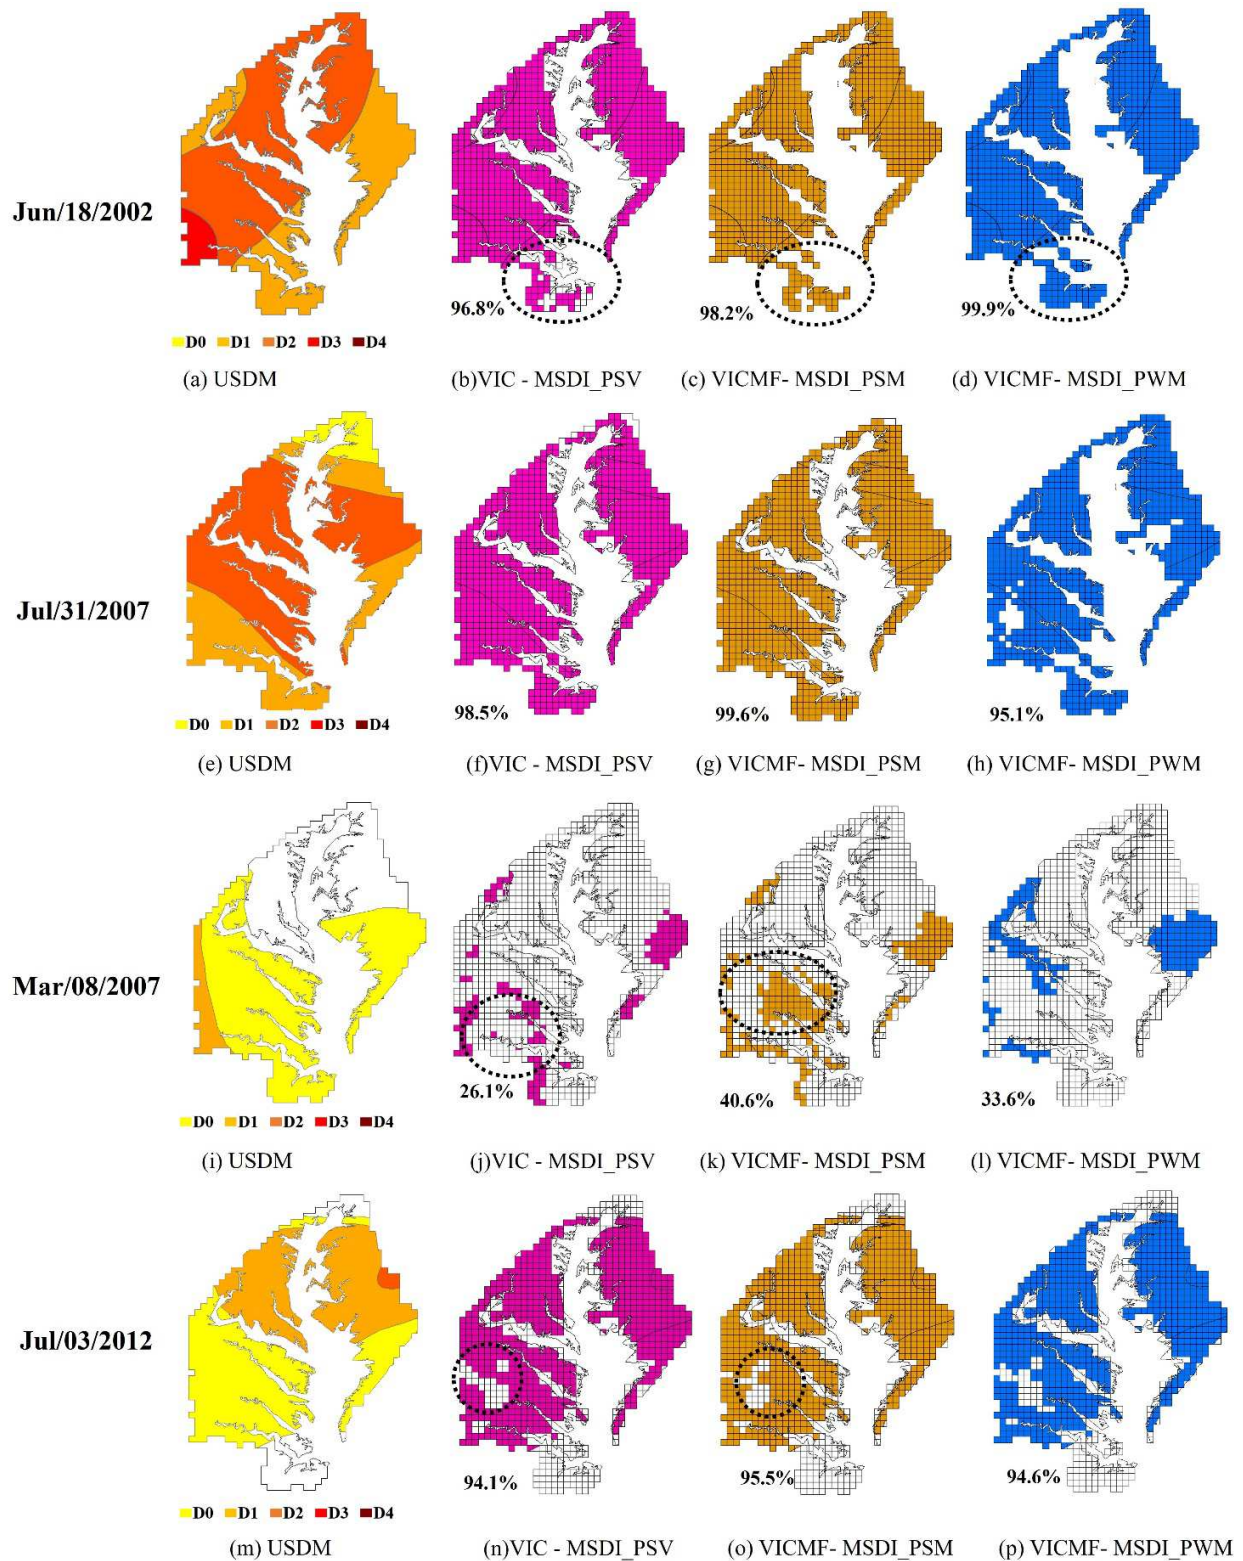 Jun/18/2002
96.8%
98.2%
99.9%
D0 D1 D2 D3 D4
(a) USDM
(b)VIC - MSDI_PSV
(c) VICMF- MSDI_PSM
(d) VICMF- MSDI_PWM
Jul/31/2007
98.5%
99.6%
95.1%
D0 D1 D2 D3 D4
(e) USDM
(f)VIC - MSDI_PSV
(g) VICMF- MSDI_PSM
(h) VICMF- MSDI_PWM
Mar/08/2007
26.1%
40.6%
33.6%
D0 D1 D2 D3 D4
(i) USDM
(j)VIC - MSDI_PSV
(k) VICMF- MSDI_PSM
(l) VICMF- MSDI_PWM
Jul/03/2012
94.1%
95.5%
94.6%
D0 D1 D2 D3 D4
(m) USDM
(n)VIC - MSDI_PSV
(o) VICMF- MSDI_PSM
(p) VICMF- MSDI_PWM